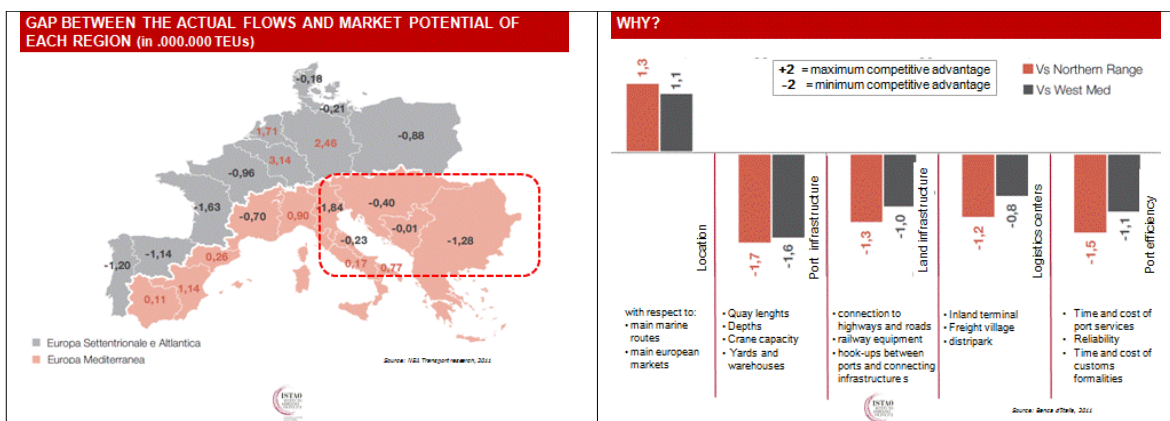 GAP BETWEEN THE ACTUAL FLOWS AND MARKET POTENTIAL OF
EACH REGION (in .000.000 TEUs)
-0,18
-0,21
1,71
2,46
-0,88
3,14
-0,96
-1,63
-0,70
0,90
-1,84
-0,40
-0,01
-0,23
-1,28
-1,14
-1,20
0,26
0,17
0,77
1,14
0,11
Europa Settentrionale e Altlantica
Europa Mediterranea
Source: NEA Transport research, 2011
ISTAO
WHY?
+2 = maximum competitive advantage
-2 = minimum competitive advantage
Vs Northern Range
Vs West Med
1,3
1,1
Location
-1,7
-1,6
Port infrastructure
-1,3
-1,0
Land infrastructure
-1,2
-0,8
Logistics centers
-1,5
-1,1
Port efficiency
with respect to:
• main marine
routes
• main european
markets
• Quay lenghts
• Depths
• Crane capacity
• Yards and
warehouses
• connection to
highways and roads
• railway equipment
• hook-ups between
ports and connecting
infrastructure s
• Inland terminal
• Freight village
• distripark
• Time and cost of
port services
• Reliability
• Time and cost of
customs
formalities
ISTAO
Source: Banca d'Italia, 2011